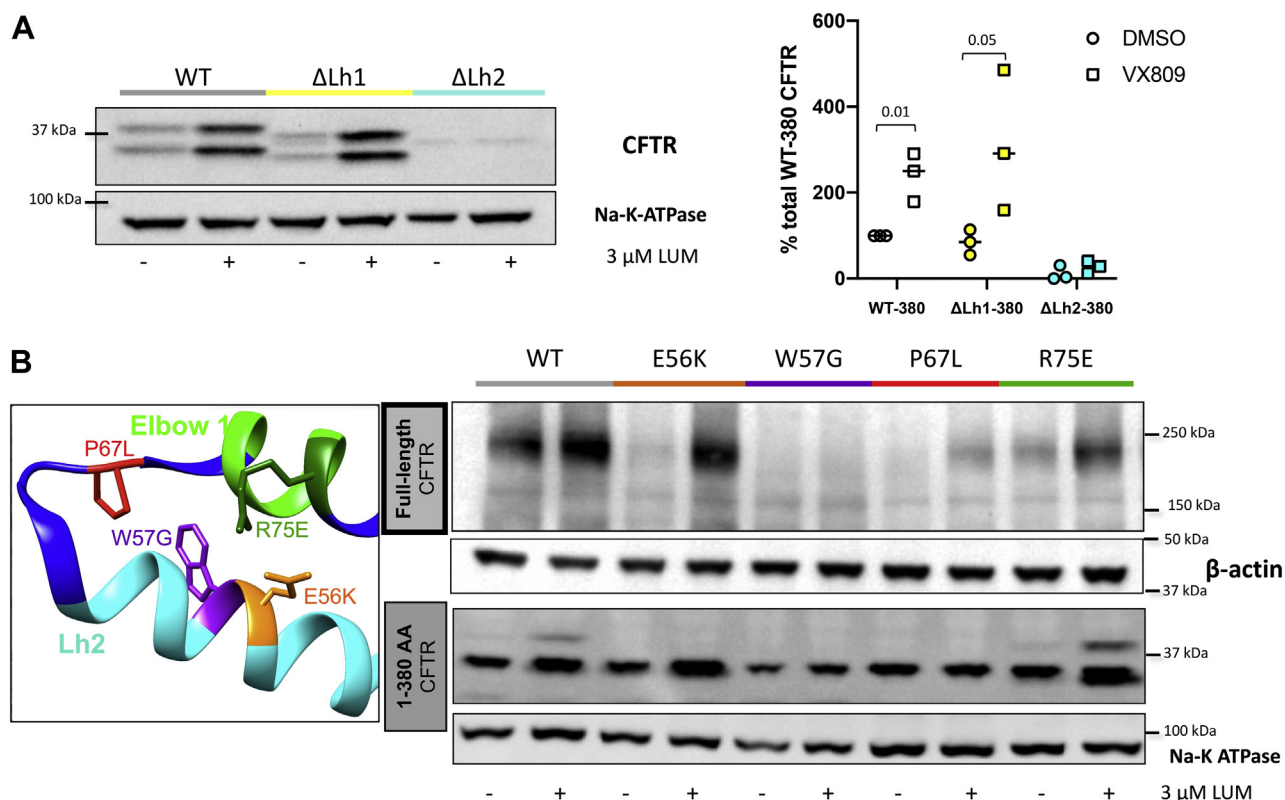 A
WT ΔLh1 ΔLh2
37 kDa
CFTR
100 kDa
Na-K-ATPase
- + - + - + 3 µM LUM
% total WT-380 CFTR
600
400
200
0
0.01
0.05
DMSO
VX809
WT-380 ΔLh1-380 ΔLh2-380
B
WT E56K W57G P67L R75E
Elbow 1
P67L
R75E
W57G
E56K
Lh2
Full-length
CFTR
250 kDa
150 kDa
50 kDa
β-actin
37 kDa
1-380 AA
CFTR
37 kDa
100 kDa
Na-K ATPase
- + - + - + - + - + 3 µM LUM